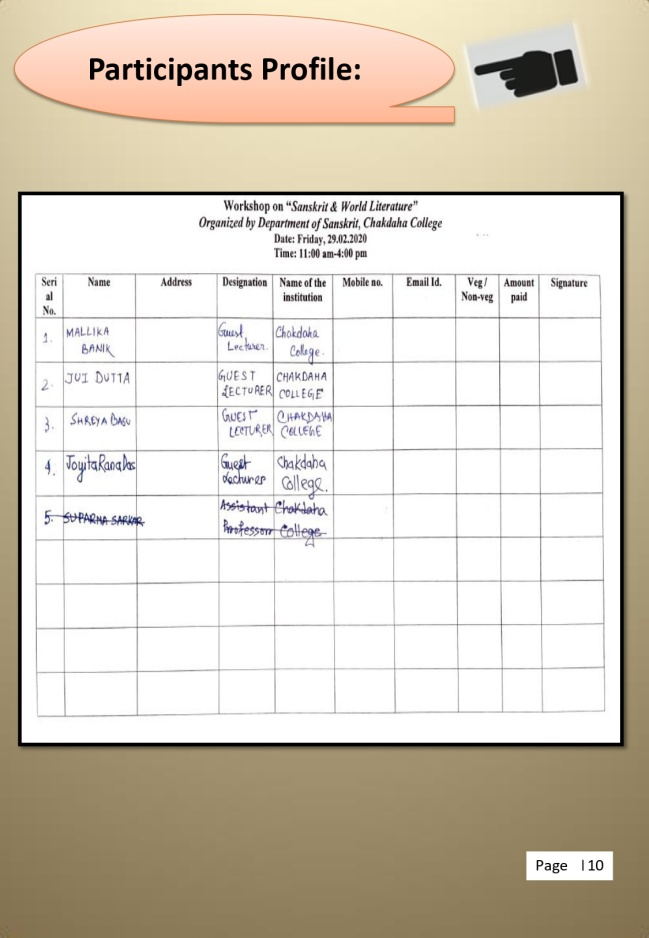 Participants Profile:
Workshop on "Sanskrit & World Literature"
Organized by Department of Sanskrit, Chakdaha College
Date: Friday, 29.02.2020
Time: 11:00 am-4:00 pm
Seri al No. Name Address Designation Name of the institution Mobile no. Email Id. Veg / Non-veg Amount paid Signature
1. MALLIKA BANIK Guest Lecturer. Chakdaha College.
2. JUI DUTTA GUEST LECTURER CHAKDAHA COLLEGE
3. SHREYA BASU GUEST LECTURER CHAKDAHA COLLEGE
4. Joyita Rana Das Guest Lecturer Chakdaha College.
5. SUPARNA SARKAR Assistant Professor Chakdaha College
Page |10